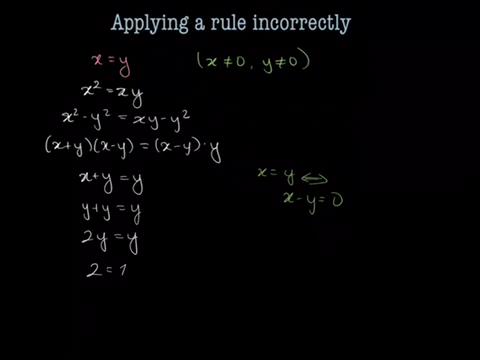 Applying a rule incorrectly
x = y (x ≠ 0, y ≠ 0)
x² = xy
x² - y² = xy - y²
(x+y)(x-y) = (x-y)·y
x+y = y
x = y ⟺
x - y = 0
y+y = y
2y = y
2 = 1